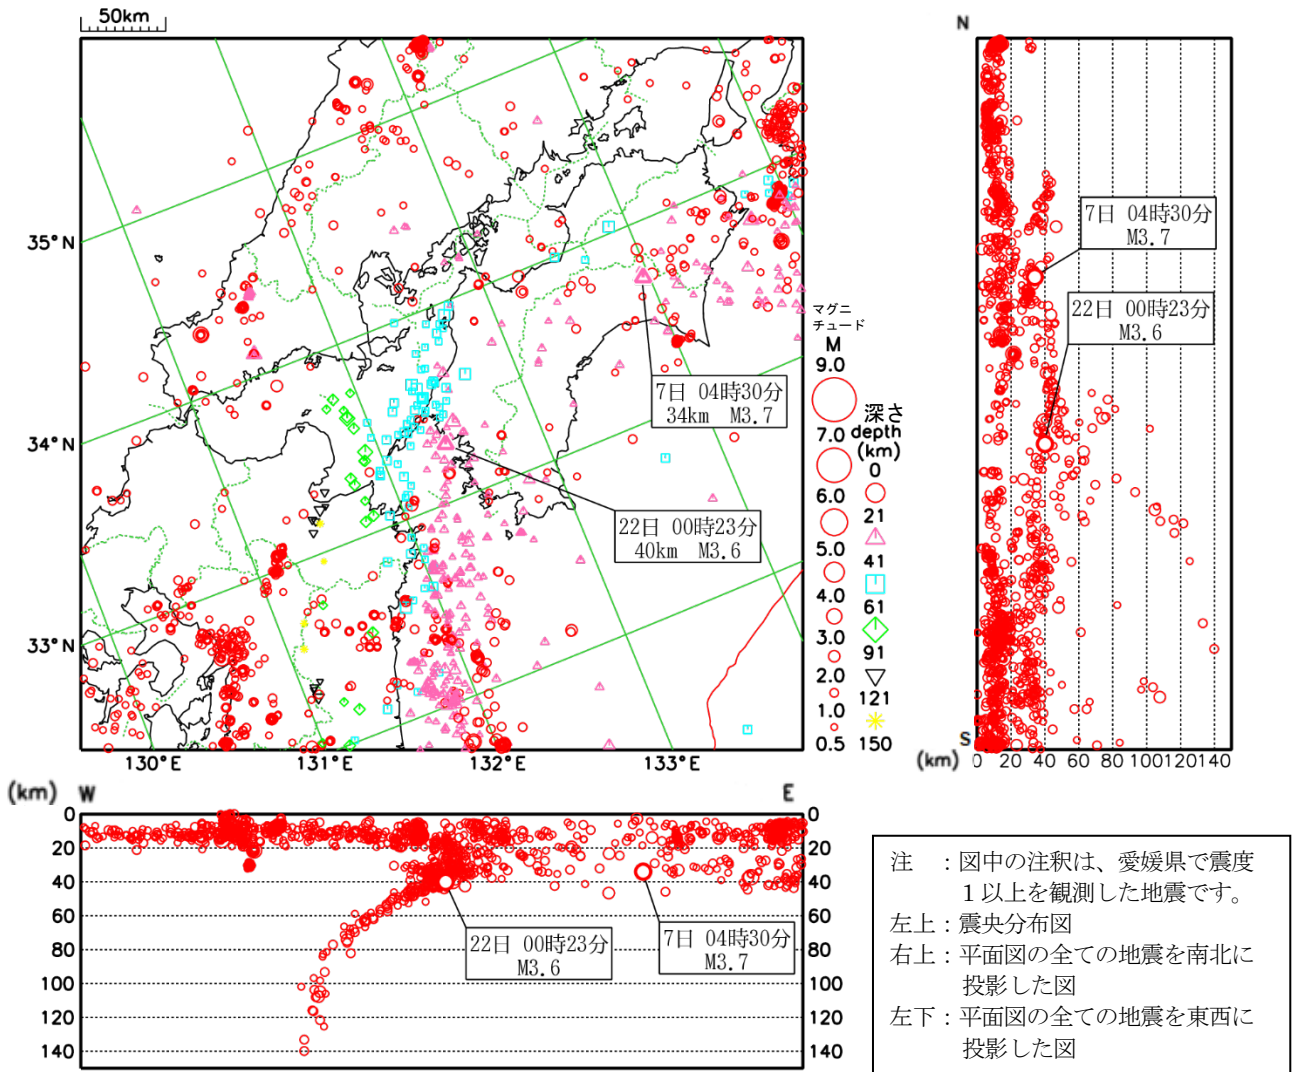 50km
35°N
34°N
33°N
130°E
131°E
132°E
133°E
7日 04時30分
34km M3.7
22日 00時23分
40km M3.6
マグニ
チュード
M
9.0
7.0
6.0
5.0
4.0
3.0
2.0
1.0
0.5
深さ
depth
(km)
0
21
41
61
91
121
150
N
7日 04時30分
M3.7
22日 00時23分
M3.6
S
(km)
0 20 40 60 80 100 120 140
(km) W
E
0
20
40
60
80
100
120
140
0
20
40
60
80
100
120
140
22日 00時23分
M3.6
7日 04時30分
M3.7
注 ：図中の注釈は、愛媛県で震度
１以上を観測した地震です。
左上：震央分布図
右上：平面図の全ての地震を南北に
投影した図
左下：平面図の全ての地震を東西に
投影した図